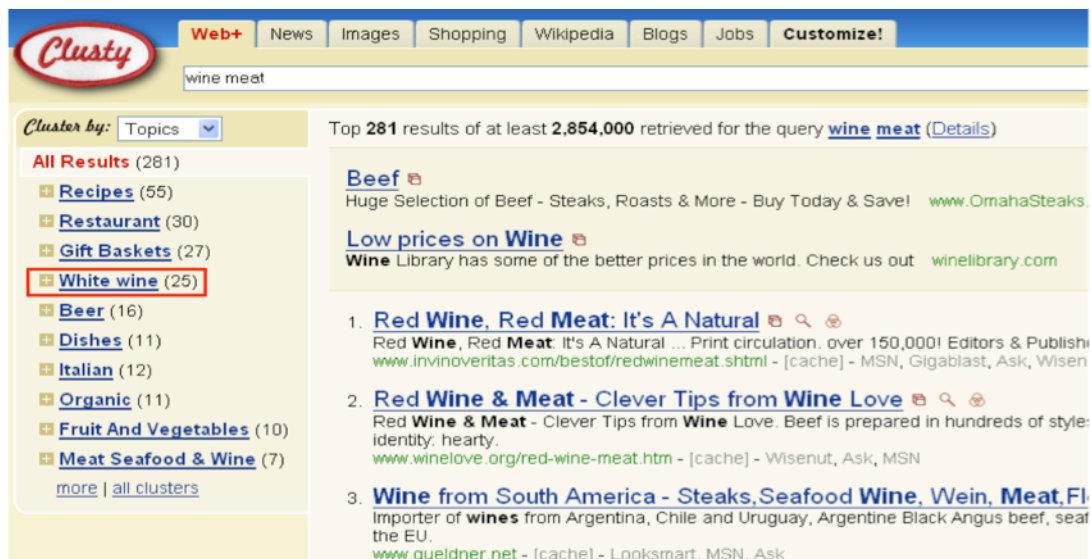 Clusty
Web+ News Images Shopping Wikipedia Blogs Jobs Customize!
wine meat
Cluster by: Topics
Top 281 results of at least 2,854,000 retrieved for the query wine meat (Details)
All Results (281)
Recipes (55)
Restaurant (30)
Gift Baskets (27)
White wine (25)
Beer (16)
Dishes (11)
Italian (12)
Organic (11)
Fruit And Vegetables (10)
Meat Seafood & Wine (7)
more | all clusters
Beef
Huge Selection of Beef - Steaks, Roasts & More - Buy Today & Save! www.OmahaSteaks.
Low prices on Wine
Wine Library has some of the better prices in the world. Check us out winelibrary.com
1. Red Wine, Red Meat: It's A Natural
Red Wine, Red Meat: It's A Natural ... Print circulation. over 150,000! Editors &
www.invinoveritas.com/bestof/redwinemeat.shtml - [cache] - MSN, Gigablast, Ask,
2. Red Wine & Meat - Clever Tips from Wine Love
Red Wine & Meat - Clever Tips from Wine Love. Beef is prepared in hundreds of
identity: hearty.
www.winelove.org/red-wine-meat.htm - [cache] - Wisenut, Ask, MSN
3. Wine from South America - Steaks,Seafood Wine, Wein, Meat,
Importer of wines from Argentina, Chile and Uruguay, Argentine Black Angus beef,
the EU.
www.gueldner.net - [cache] - Looksmart, MSN, Ask